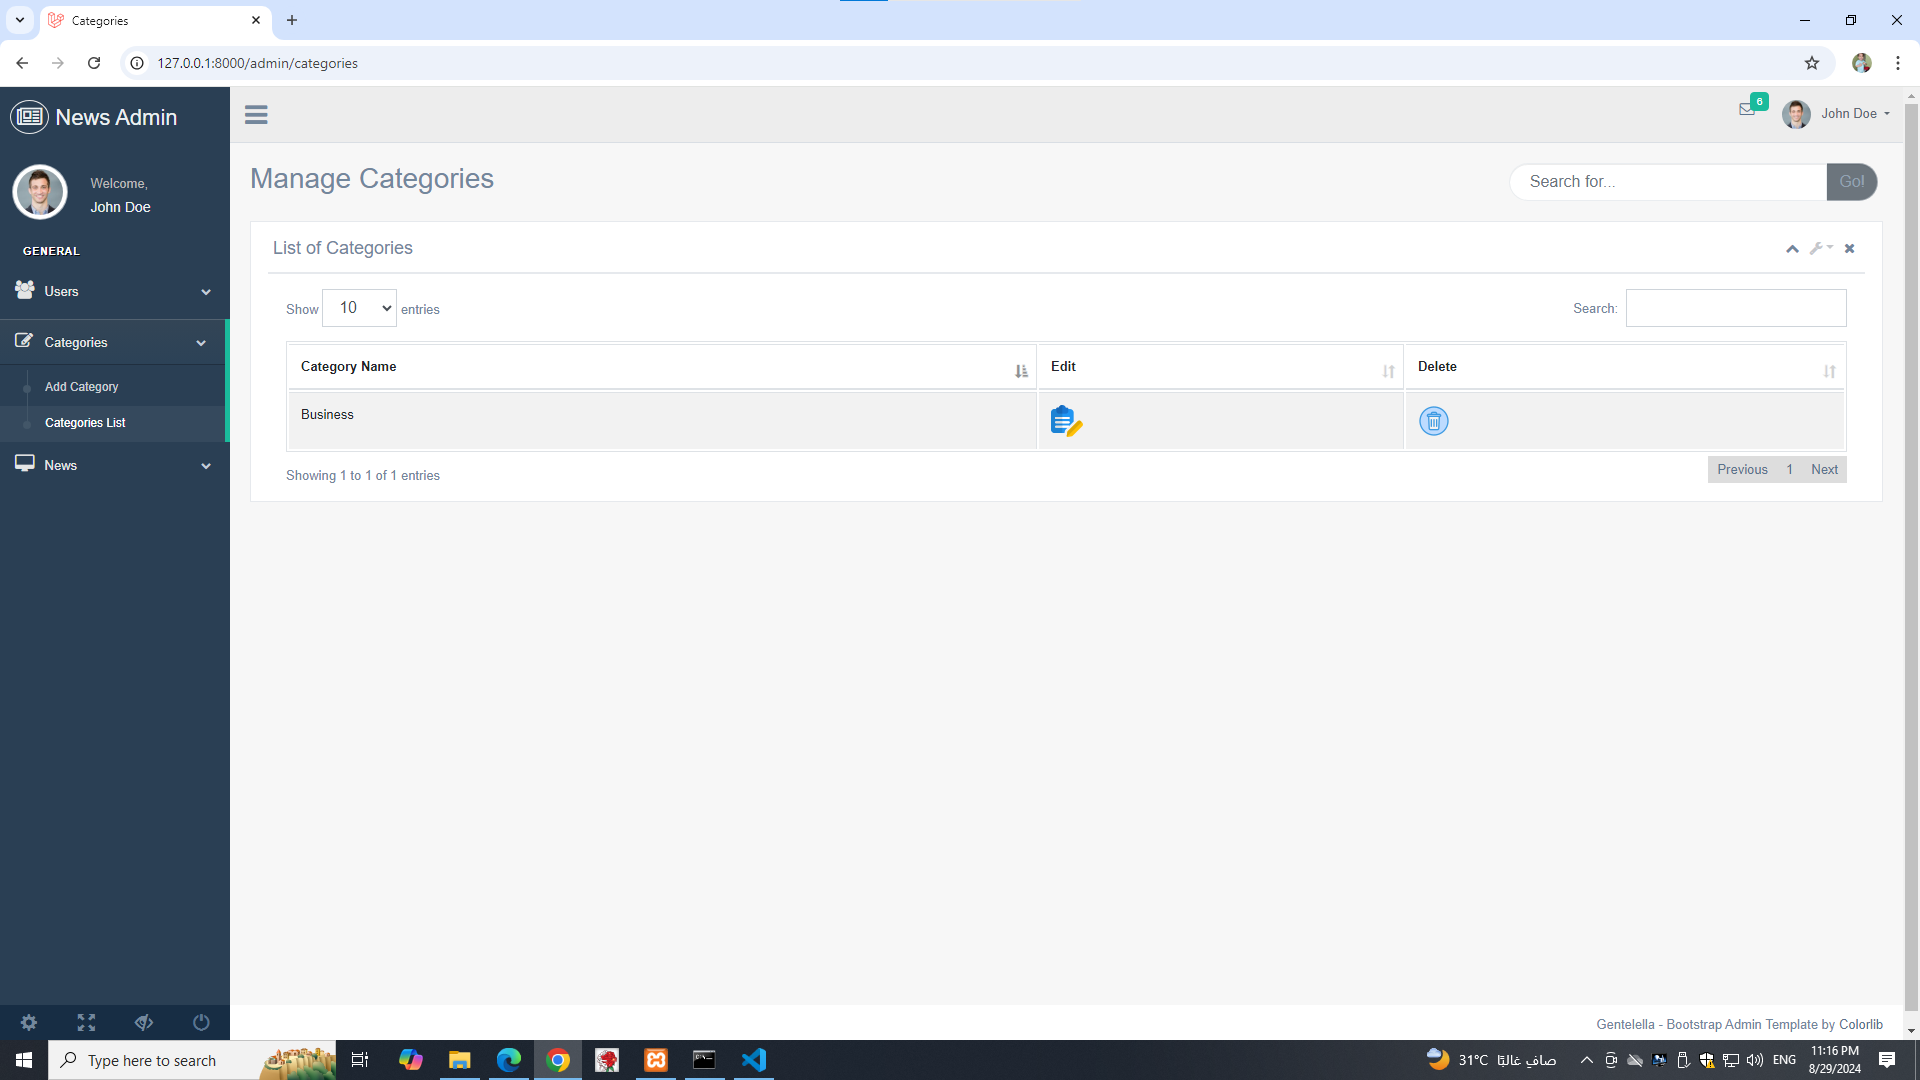 Categories
127.0.0.1:8000/admin/categories
News Admin
6
John Doe
Welcome,
John Doe
GENERAL
Users
Categories
Add Category
Categories List
News
Manage Categories
Search for...
Go!
List of Categories
Show 10 entries
Search:
Category Name Edit Delete
Business
Showing 1 to 1 of 1 entries
Previous 1 Next
Gentelella - Bootstrap Admin Template by Colorlib
Type here to search
31°C صافٍ غالبًا
ENG
11:16 PM
8/29/2024